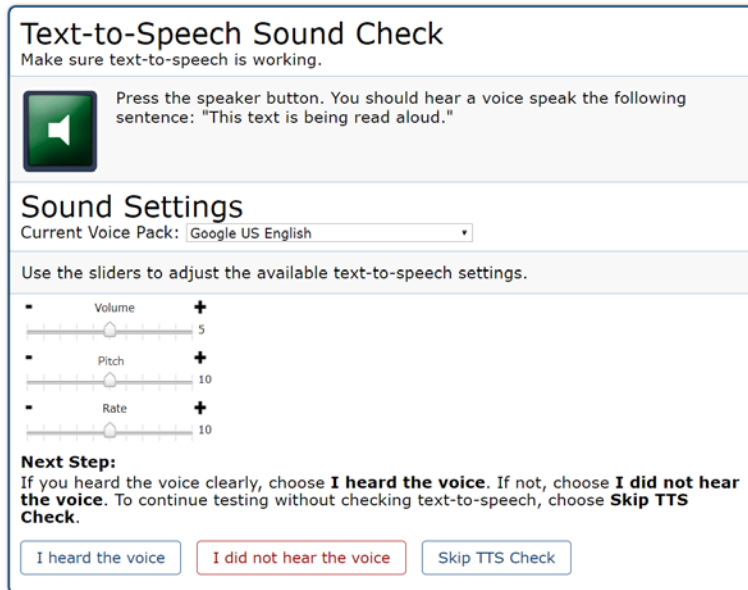 Text-to-Speech Sound Check
Make sure text-to-speech is working.
Press the speaker button. You should hear a voice speak the following
sentence: "This text is being read aloud."
Sound Settings
Current Voice Pack: Google US English
Use the sliders to adjust the available text-to-speech settings.
- Volume +
5
- Pitch +
10
- Rate +
10
Next Step:
If you heard the voice clearly, choose I heard the voice. If not, choose I did not hear
the voice. To continue testing without checking text-to-speech, choose Skip TTS
Check.
I heard the voice I did not hear the voice Skip TTS Check